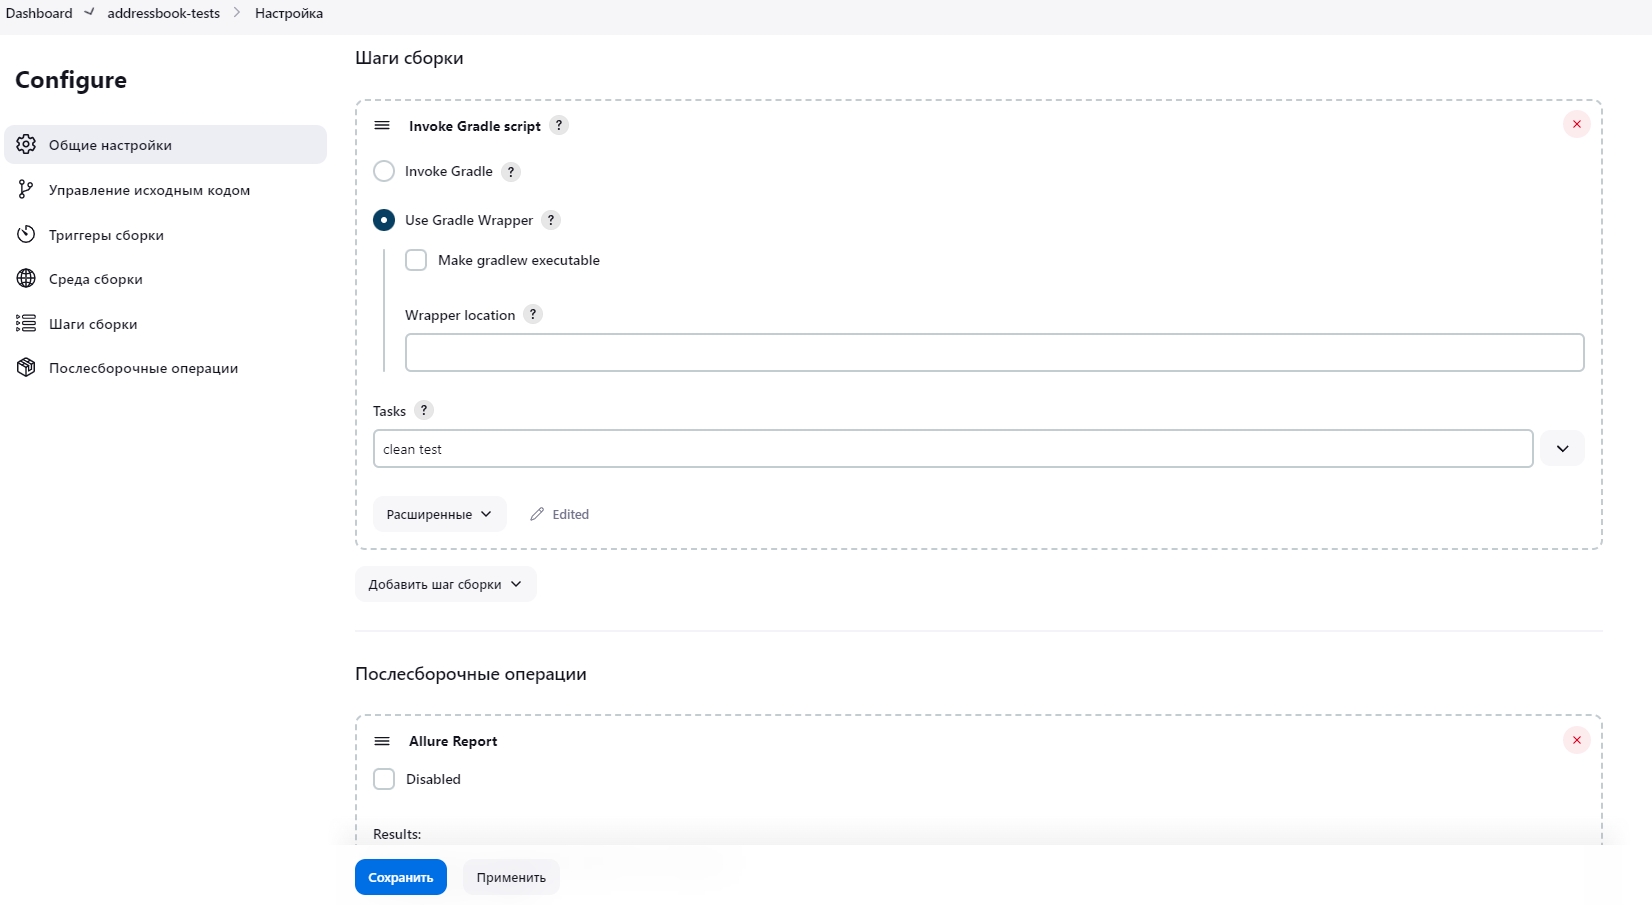 Dashboard addressbook-tests Настройка
Configure
Общие настройки
Управление исходным кодом
Триггеры сборки
Среда сборки
Шаги сборки
Послесборочные операции
Шаги сборки
Invoke Gradle script ?
Invoke Gradle ?
Use Gradle Wrapper ?
Make gradlew executable
Wrapper location ?
Tasks ?
clean test
Расширенные Edited
Добавить шаг сборки
Послесборочные операции
Allure Report
Disabled
Results:
Сохранить Применить